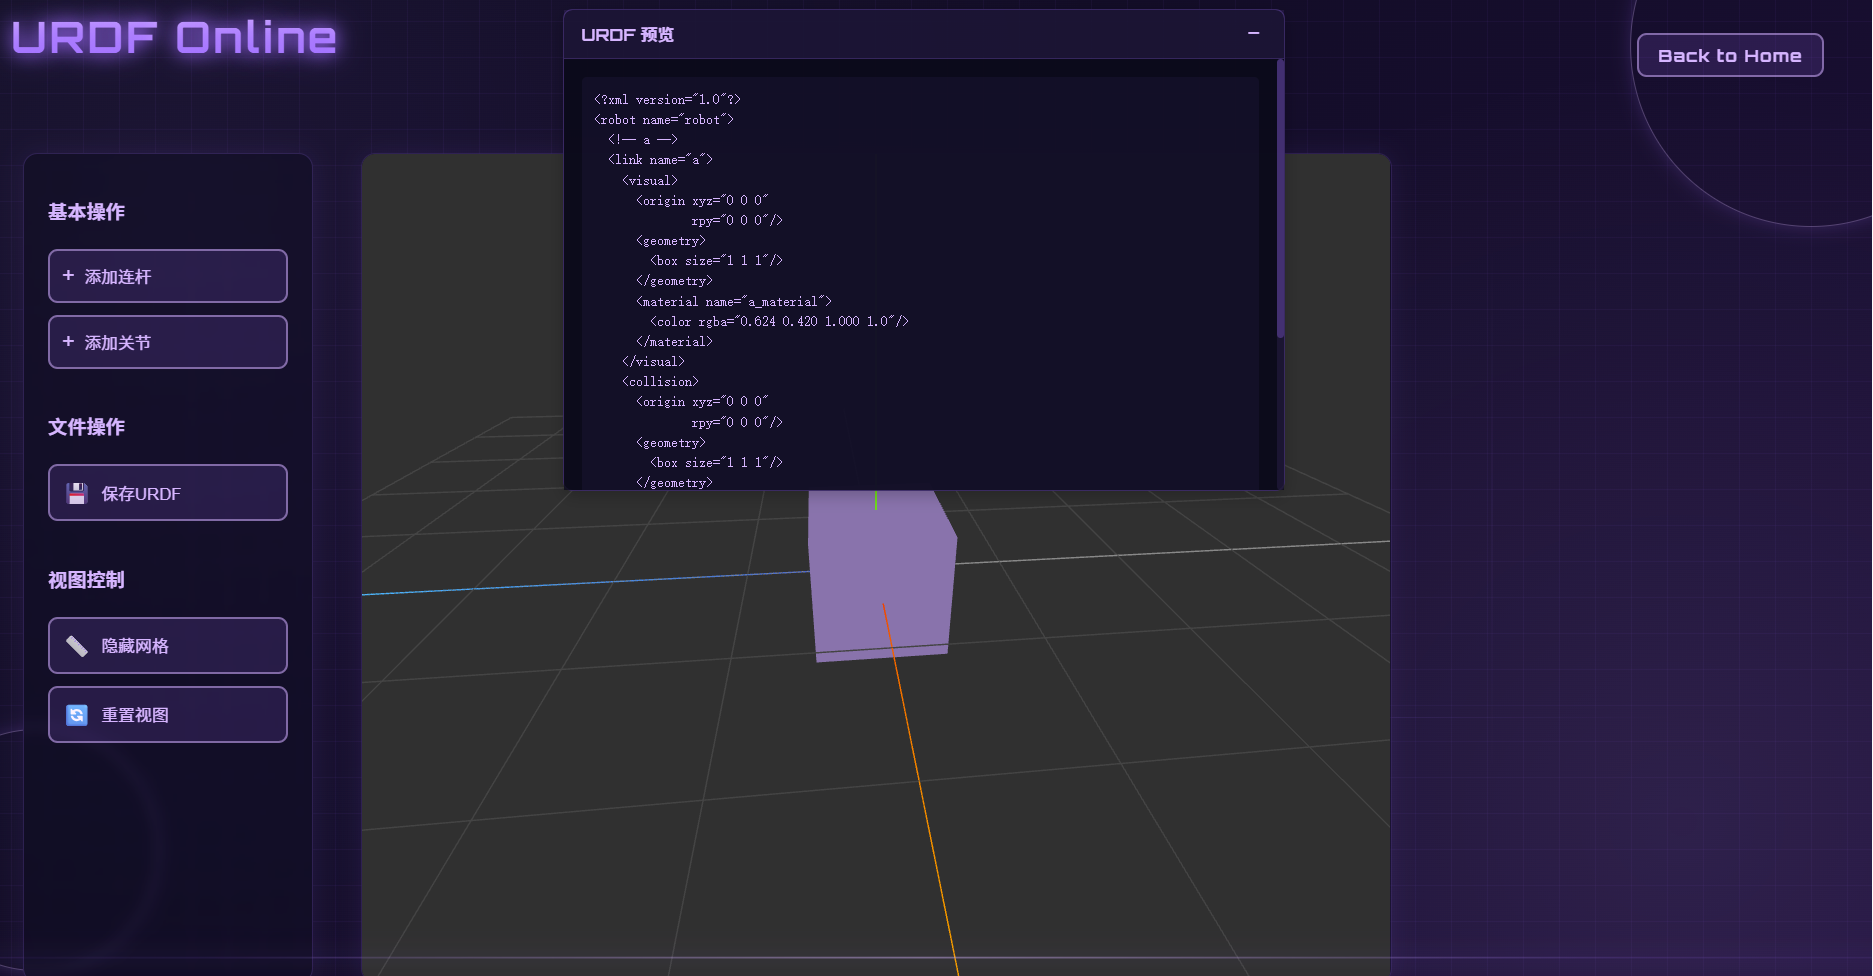 URDF Online
URDF 预览
−
Back to Home
<?xml version="1.0"?>
<robot name="robot">
<!-- a -->
<link name="a">
<visual>
<origin xyz="0 0 0"
rpy="0 0 0"/>
<geometry>
<box size="1 1 1"/>
</geometry>
<material name="a_material">
<color rgba="0.624 0.420 1.000 1.0"/>
</material>
</visual>
<collision>
<origin xyz="0 0 0"
rpy="0 0 0"/>
<geometry>
<box size="1 1 1"/>
</geometry>
基本操作
+ 添加连杆
+ 添加关节
文件操作
保存URDF
视图控制
隐藏网格
重置视图